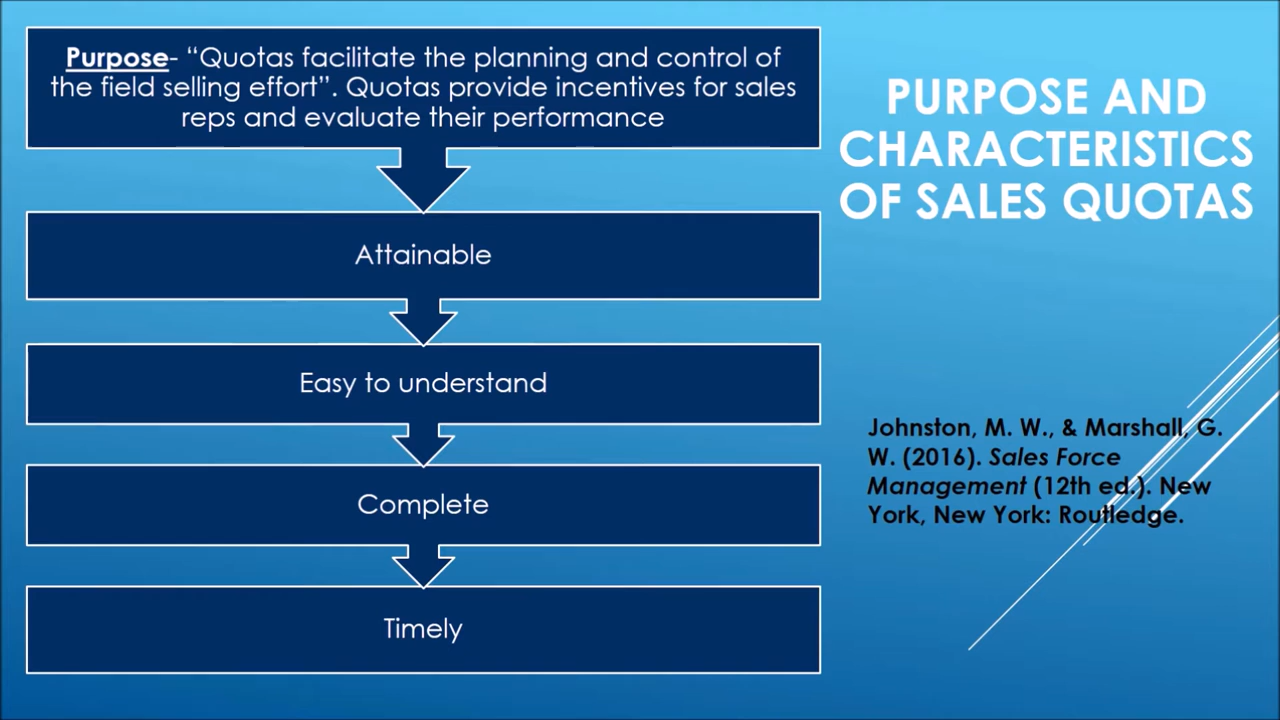 Purpose- “Quotas facilitate the planning and control of
the field selling effort”. Quotas provide incentives for sales
reps and evaluate their performance
Attainable
Easy to understand
Complete
Timely
PURPOSE AND
CHARACTERISTICS
OF SALES QUOTAS
Johnston, M. W., & Marshall, G.
W. (2016). Sales Force
Management (12th ed.). New
York, New York: Routledge.